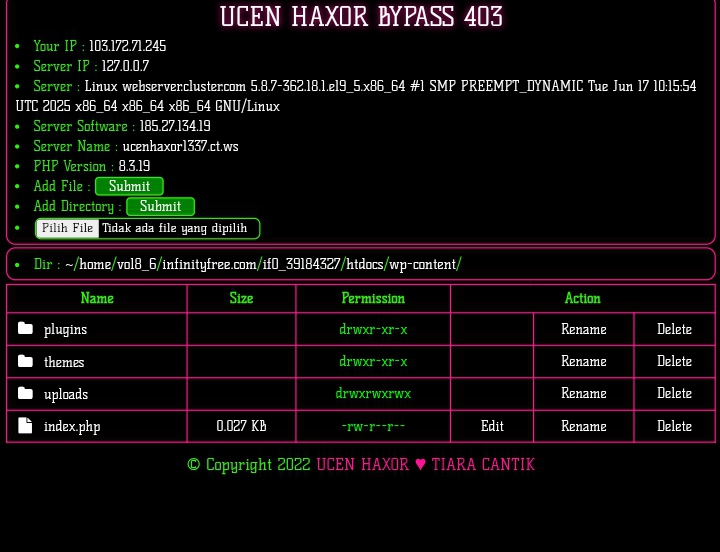 UCEN HAXOR BYPASS 403
• Your IP : 103.172.71.245
• Server IP : 127.0.0.7
• Server : Linux webserver.cluster.com 5.8.7-362.18.1.el9_5.x86_64 #1 SMP PREEMPT_DYNAMIC Tue Jun 17 10:15:54
UTC 2025 x86_64 x86_64 x86_64 GNU/Linux
• Server Software : 185.27.134.19
• Server Name : ucenhaxor1337.ct.ws
• PHP Version : 8.3.19
• Add File : Submit
• Add Directory : Submit
• Pilih File Tidak ada file yang dipilih
• Dir : ~/home/vol8_6/infinityfree.com/if0_39184327/htdocs/wp-content/
Name Size Permission Action
plugins drwxr-xr-x Rename Delete
themes drwxr-xr-x Rename Delete
uploads drwxrwxrwx Rename Delete
index.php 0.027 KB -rw-r--r-- Edit Rename Delete
© Copyright 2022 UCEN HAXOR ♥ TIARA CANTIK